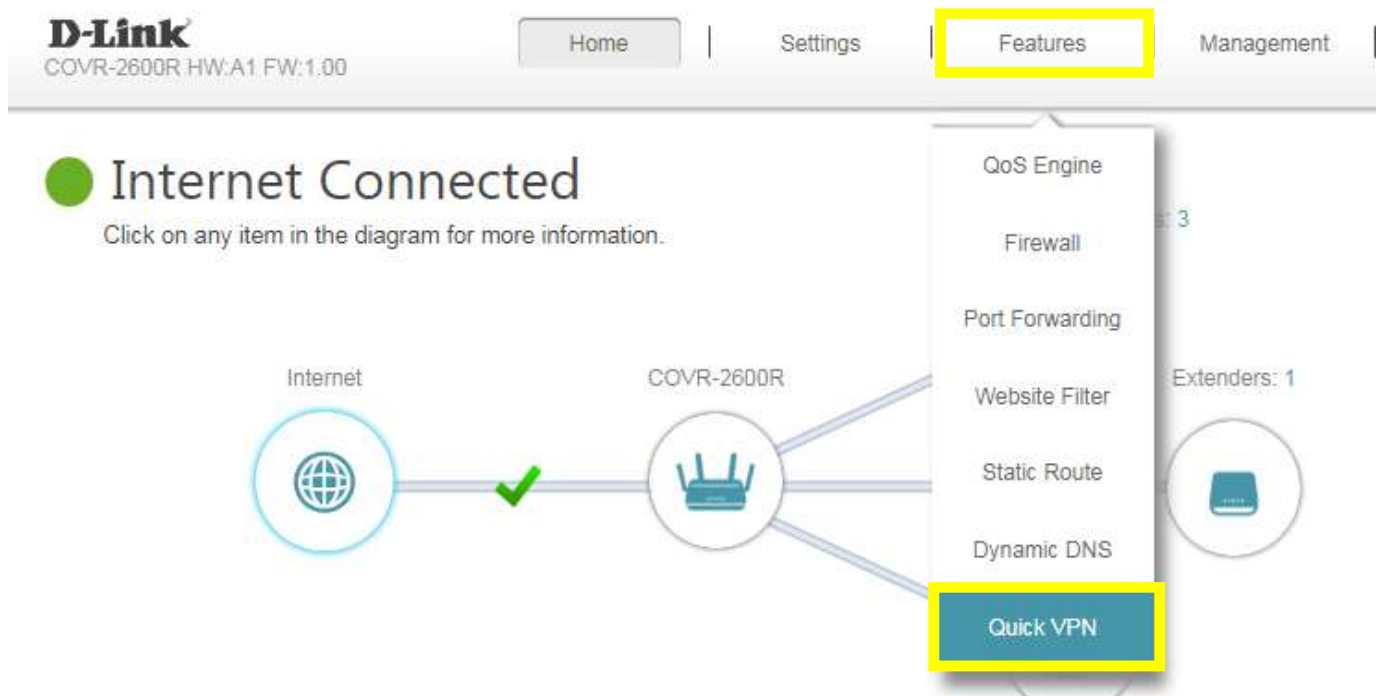 D-Link
COVR-2600R HW:A1 FW:1.00
Home
Settings
Features
Management
Internet Connected
Click on any item in the diagram for more information.
QoS Engine
Firewall
Port Forwarding
Website Filter
Static Route
Dynamic DNS
Quick VPN
: 3
Internet
COVR-2600R
Extenders: 1